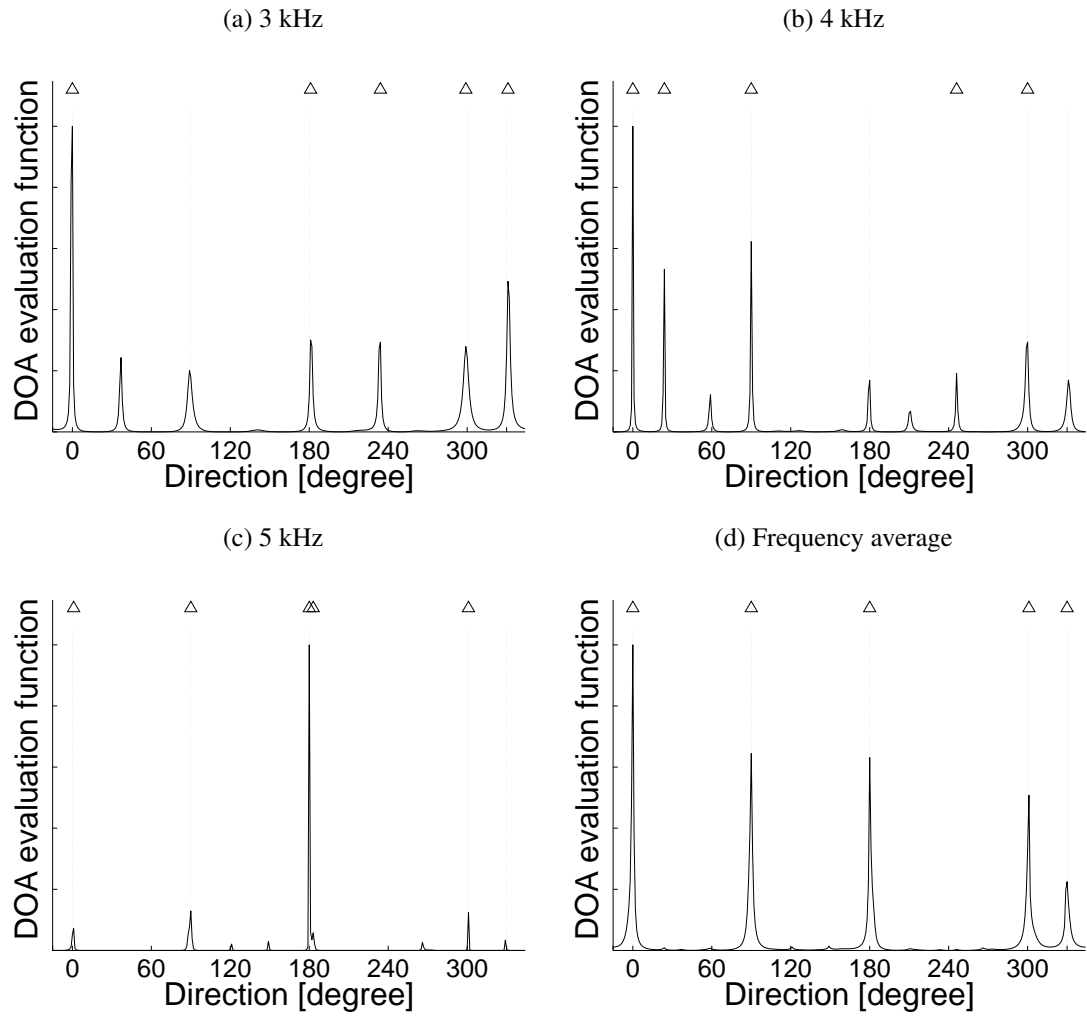 (a) 3 kHz
(b) 4 kHz
DOA evaluation function
0 60 120 180 240 300
Direction [degree]
DOA evaluation function
0 60 120 180 240 300
Direction [degree]
(c) 5 kHz
(d) Frequency average
DOA evaluation function
0 60 120 180 240 300
Direction [degree]
DOA evaluation function
0 60 120 180 240 300
Direction [degree]